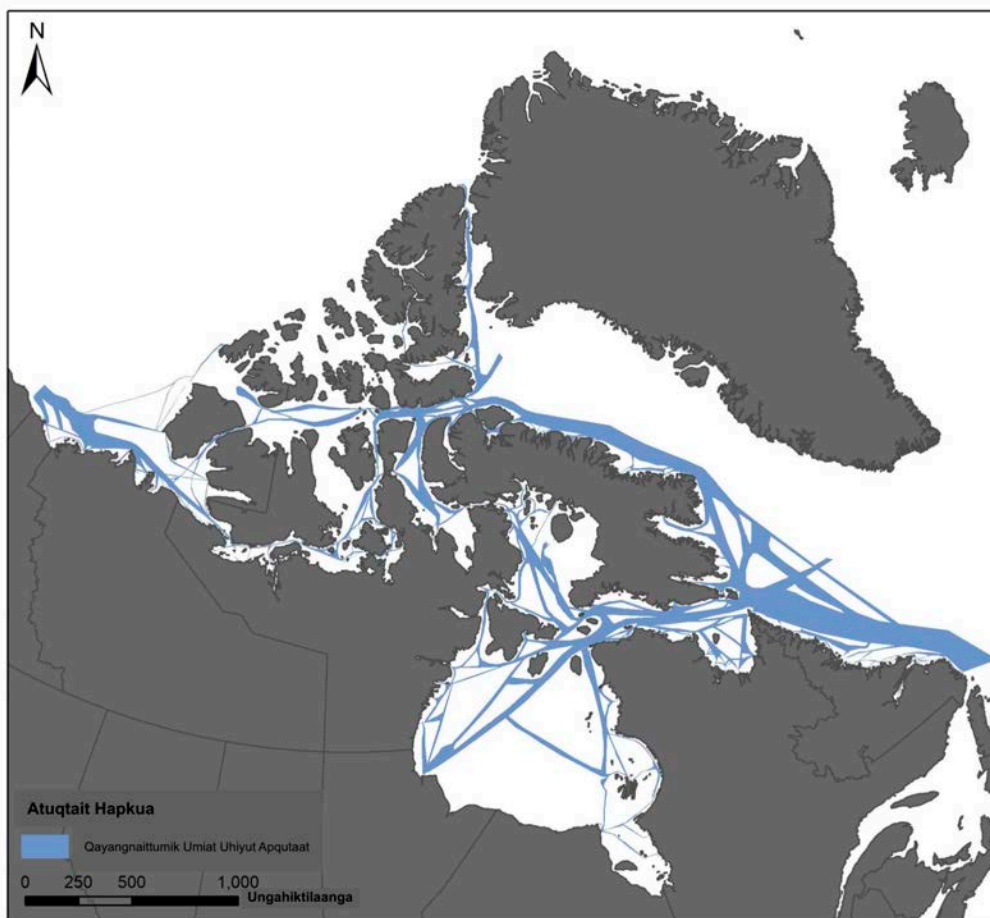 N
Atuqtait Hapkua
Qayangnaittumik Umiat Uhiyut Apqutaat
0 250 500 1,000
Ungahiktilaanga